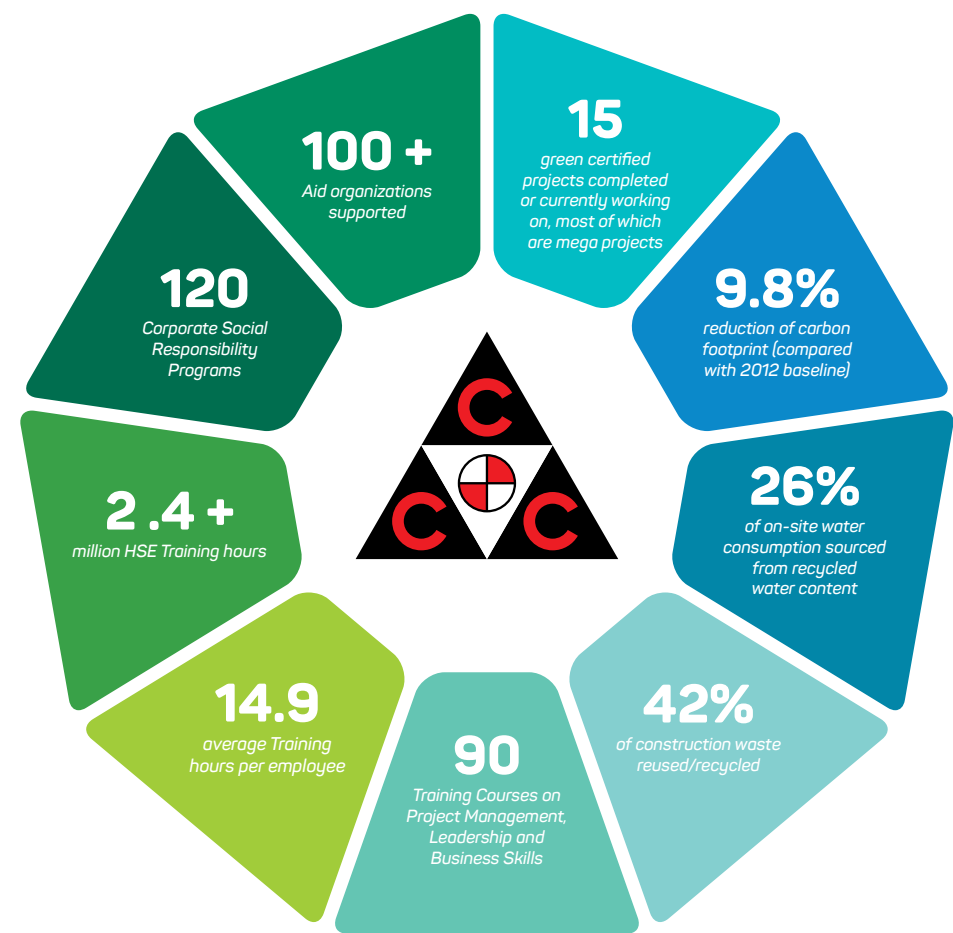 15
green certified
projects completed
or currently working
on, most of which
are mega projects
9.8%
reduction of carbon
footprint (compared
with 2012 baseline)
26%
of on-site water
consumption sourced
from recycled
water content
42%
of construction waste
reused/recycled
90
Training Courses on
Project Management,
Leadership and
Business Skills
14.9
average Training
hours per employee
2 .4 +
million HSE Training hours
120
Corporate Social
Responsibility
Programs
100 +
Aid organizations
supported
C
C C